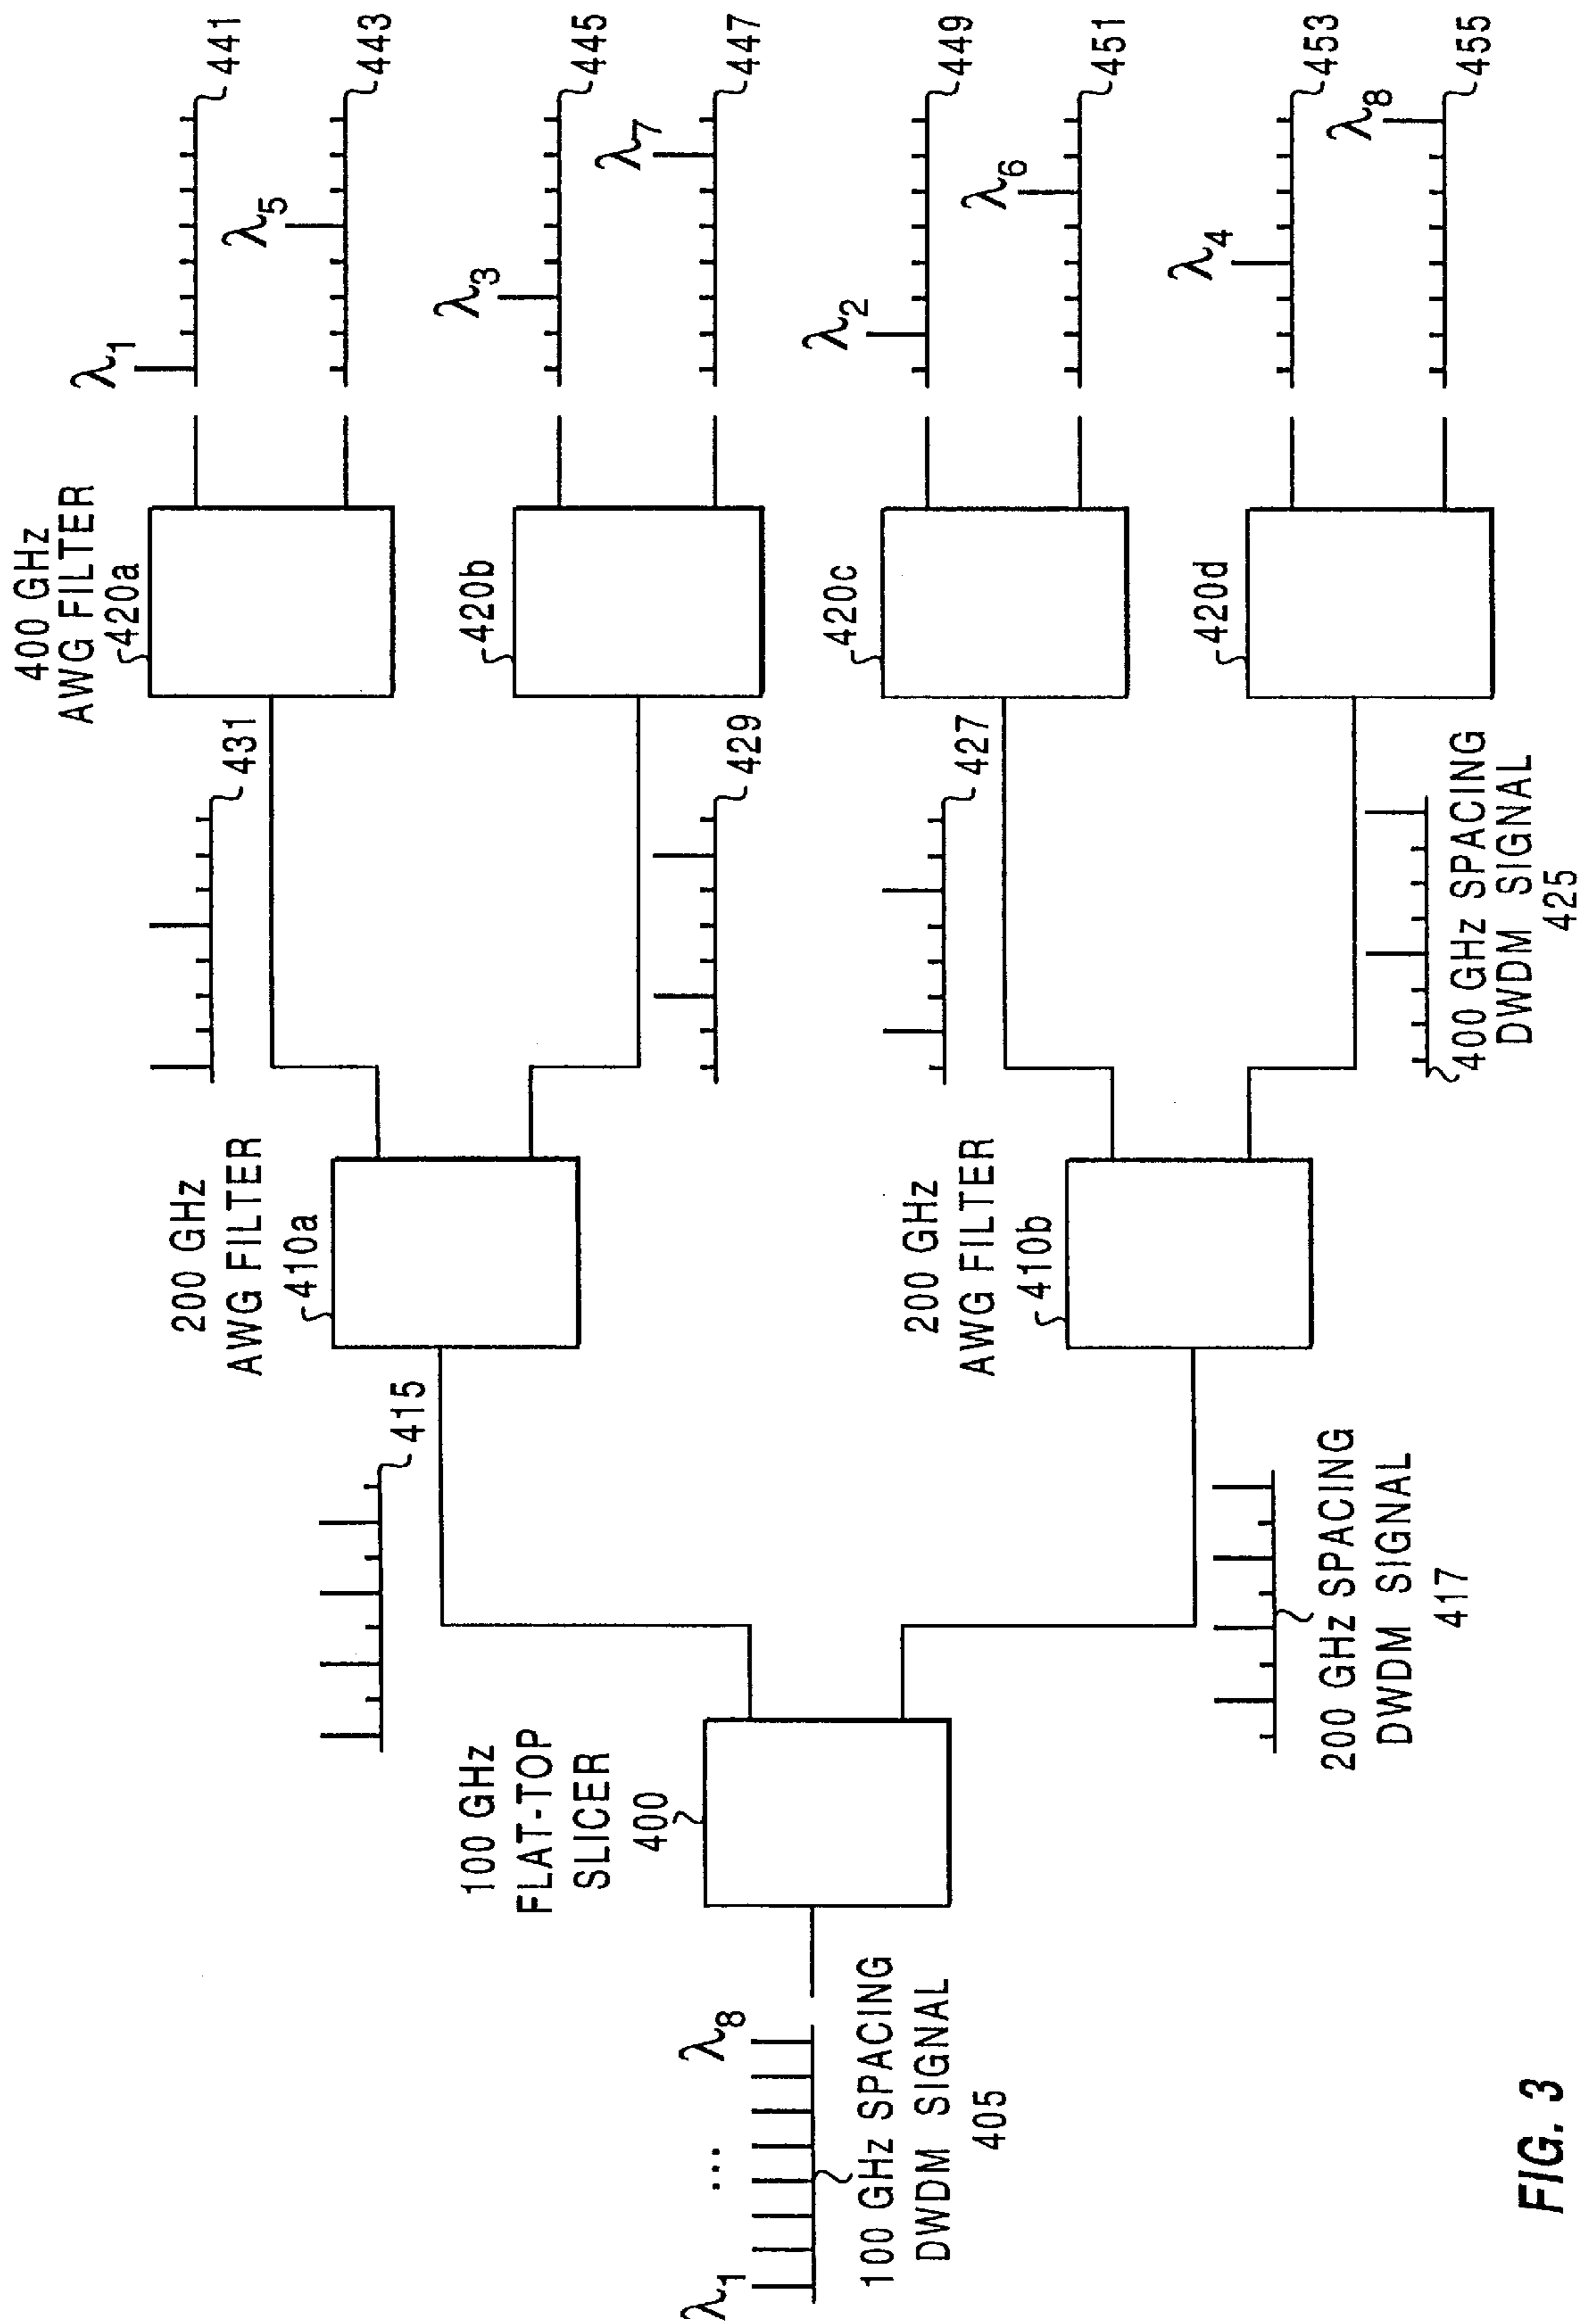 λ1
λ8
...
100 GHz SPACING
DWDM SIGNAL
405
100 GHz
FLAT-TOP
SLICER
400
415
200 GHz SPACING
DWDM SIGNAL
417
200 GHz
AWG FILTER
410a
200 GHz
AWG FILTER
410b
431
429
427
400 GHz SPACING
DWDM SIGNAL
425
400 GHz
AWG FILTER
420a
420b
420c
420d
λ1
441
λ5
443
λ3
445
λ7
447
λ2
449
λ6
451
λ4
453
λ8
455
FIG. 3